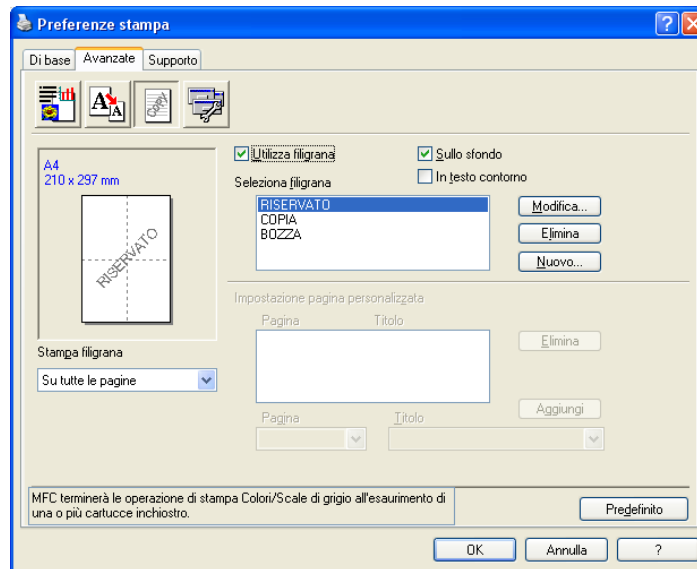 Preferenze stampa
Di base Avanzate Supporto
Copy
A4
210 x 297 mm
RISERVATO
Stampa filigrana
Su tutte le pagine
Utilizza filigrana
Sullo sfondo
In testo contorno
Seleziona filigrana
RISERVATO
COPIA
BOZZA
Modifica...
Elimina
Nuovo...
Impostazione pagina personalizzata
Pagina Titolo
Elimina
Aggiungi
Pagina Titolo
MFC terminerà le operazione di stampa Colori/Scale di grigio all'esaurimento di
una o più cartucce inchiostro.
Predefinito
OK Annulla ?